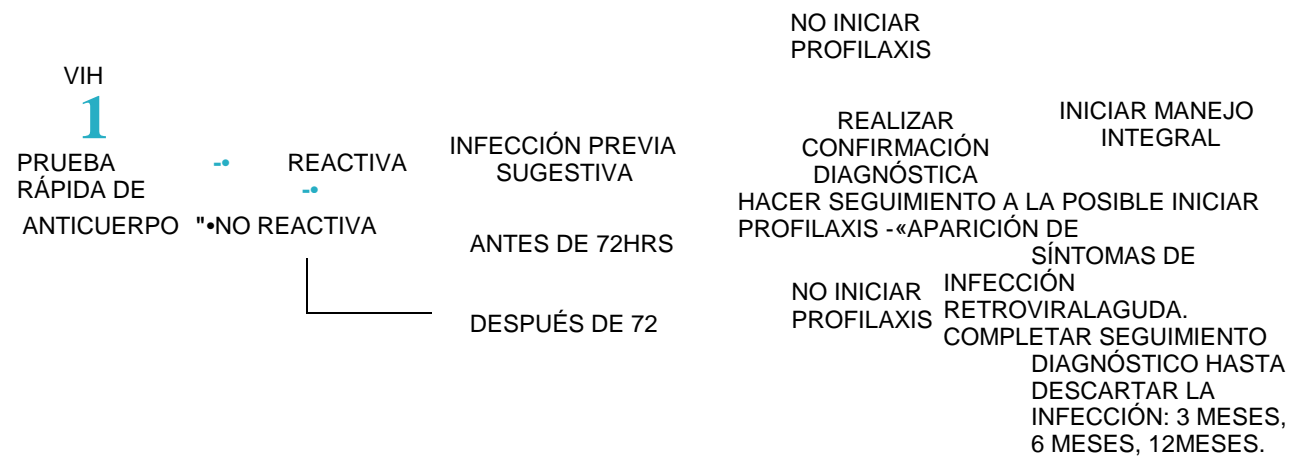 NO INICIAR
PROFILAXIS
VIH
1
PRUEBA -• REACTIVA
RÁPIDA DE -•
ANTICUERPO "•NO REACTIVA
INFECCIÓN PREVIA
SUGESTIVA
ANTES DE 72HRS
DESPUÉS DE 72
REALIZAR
CONFIRMACIÓN
DIAGNÓSTICA
INICIAR MANEJO
INTEGRAL
HACER SEGUIMIENTO A LA POSIBLE INICIAR
PROFILAXIS -«APARICIÓN DE
SÍNTOMAS DE
NO INICIAR
PROFILAXIS
INFECCIÓN
RETROVIRALAGUDA.
COMPLETAR SEGUIMIENTO
DIAGNÓSTICO HASTA
DESCARTAR LA
INFECCIÓN: 3 MESES,
6 MESES, 12MESES.